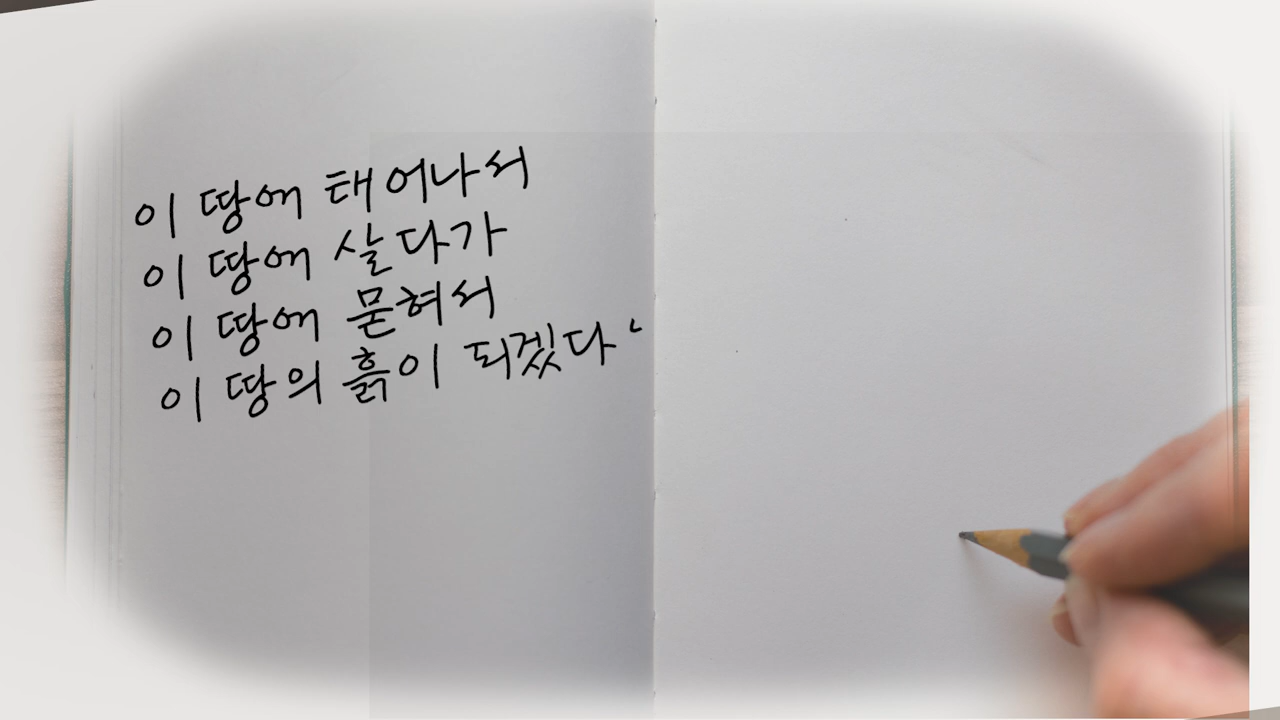 이 땅에 태어나서
이 땅에 살다가
이 땅에 묻혀서
이 땅의 흙이 되겠다‘